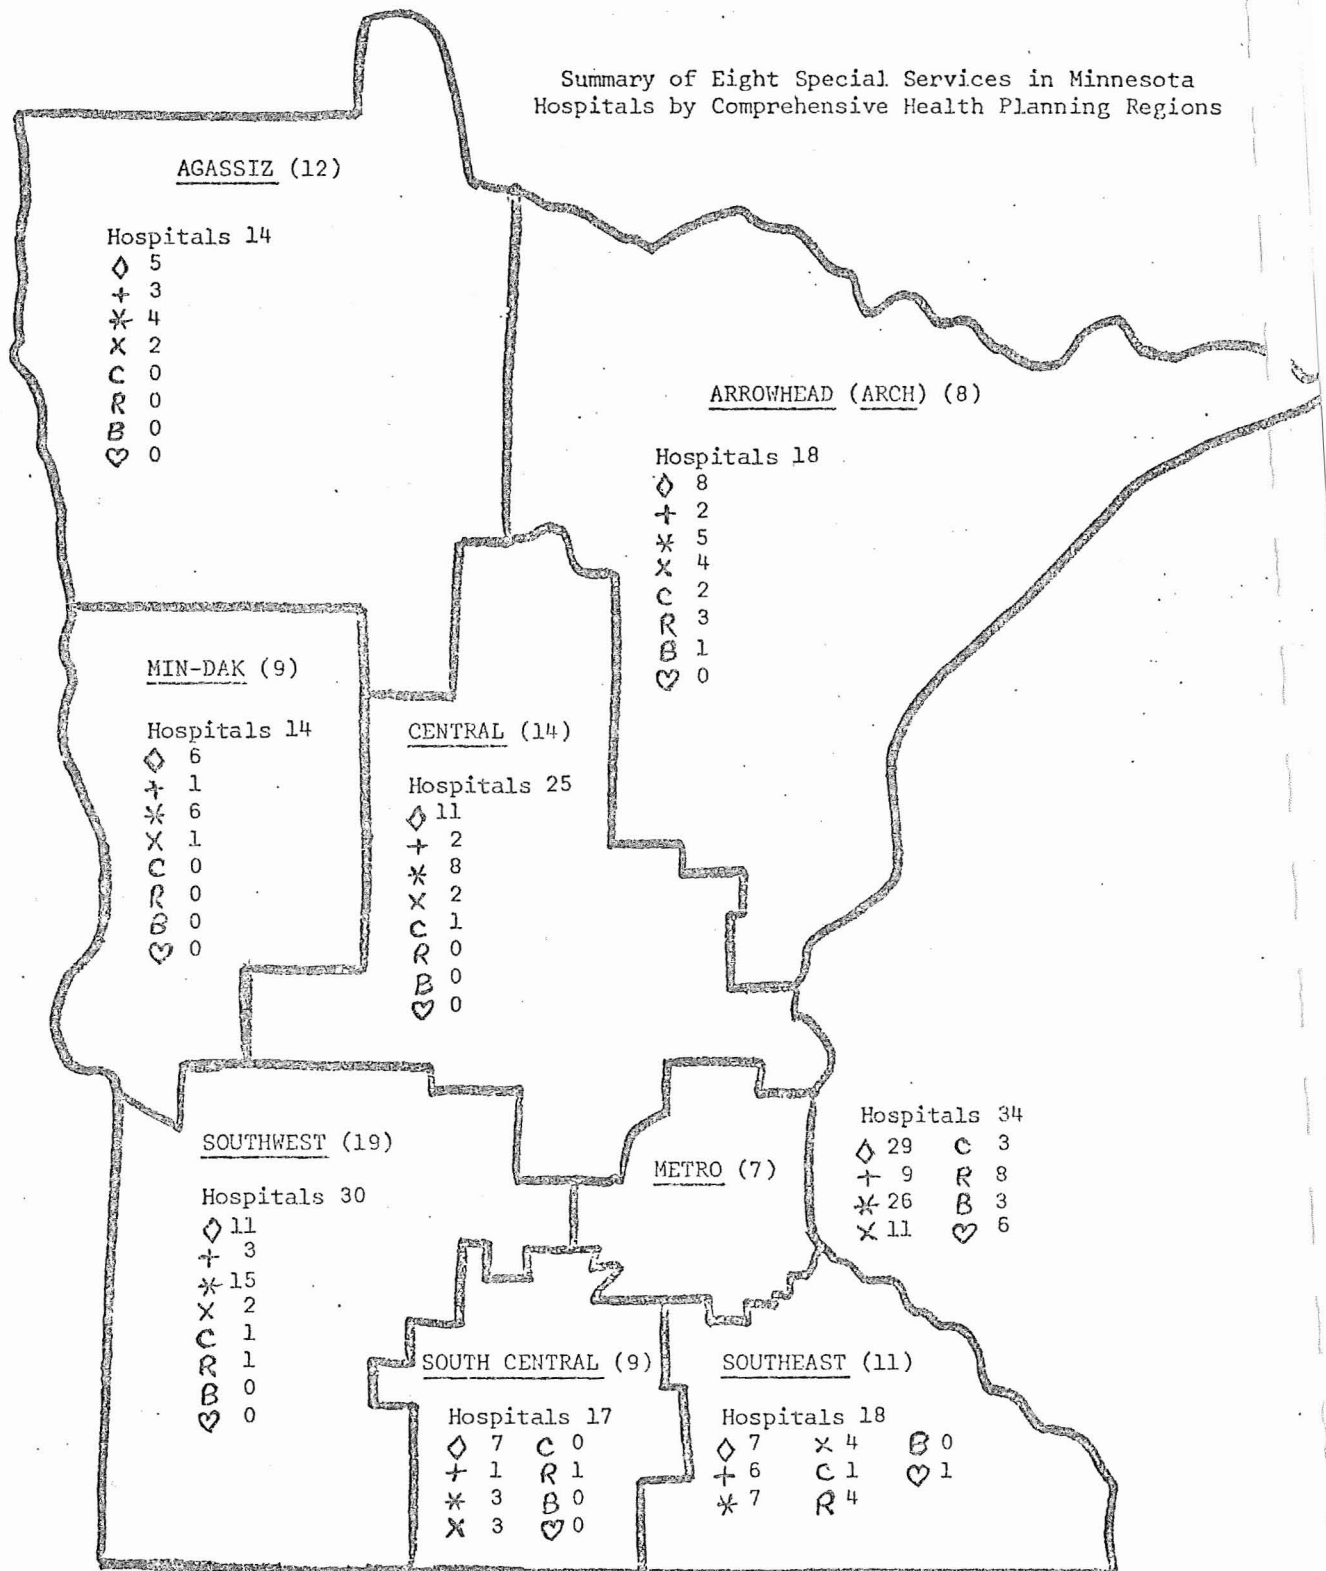 Summary of Eight Special Services in Minnesota
Hospitals by Comprehensive Health Planning Regions
AGASSIZ (12)
Hospitals 14
◇ 5
+ 3
* 4
X 2
C 0
R 0
B 0
♡ 0
ARROWHEAD (ARCH) (8)
Hospitals 18
◇ 8
+ 2
* 5
X 4
C 2
R 3
B 1
♡ 0
MIN-DAK (9)
Hospitals 14
◇ 6
+ 1
* 6
X 1
C 0
R 0
B 0
♡ 0
CENTRAL (14)
Hospitals 25
◇ 11
+ 2
* 8
X 2
C 1
R 0
B 0
♡ 0
SOUTHWEST (19)
Hospitals 30
◇ 11
+ 3
* 15
X 2
C 1
R 1
B 0
♡ 0
METRO (7)
Hospitals 34
◇ 29 C 3
+ 9 R 8
* 26 B 3
X 11 ♡ 6
SOUTH CENTRAL (9)
Hospitals 17
◇ 7 C 0
+ 1 R 1
* 3 B 0
X 3 ♡ 0
SOUTHEAST (11)
Hospitals 18
◇ 7 X 4 B 0
+ 6 C 1 ♡ 1
* 7 R 4